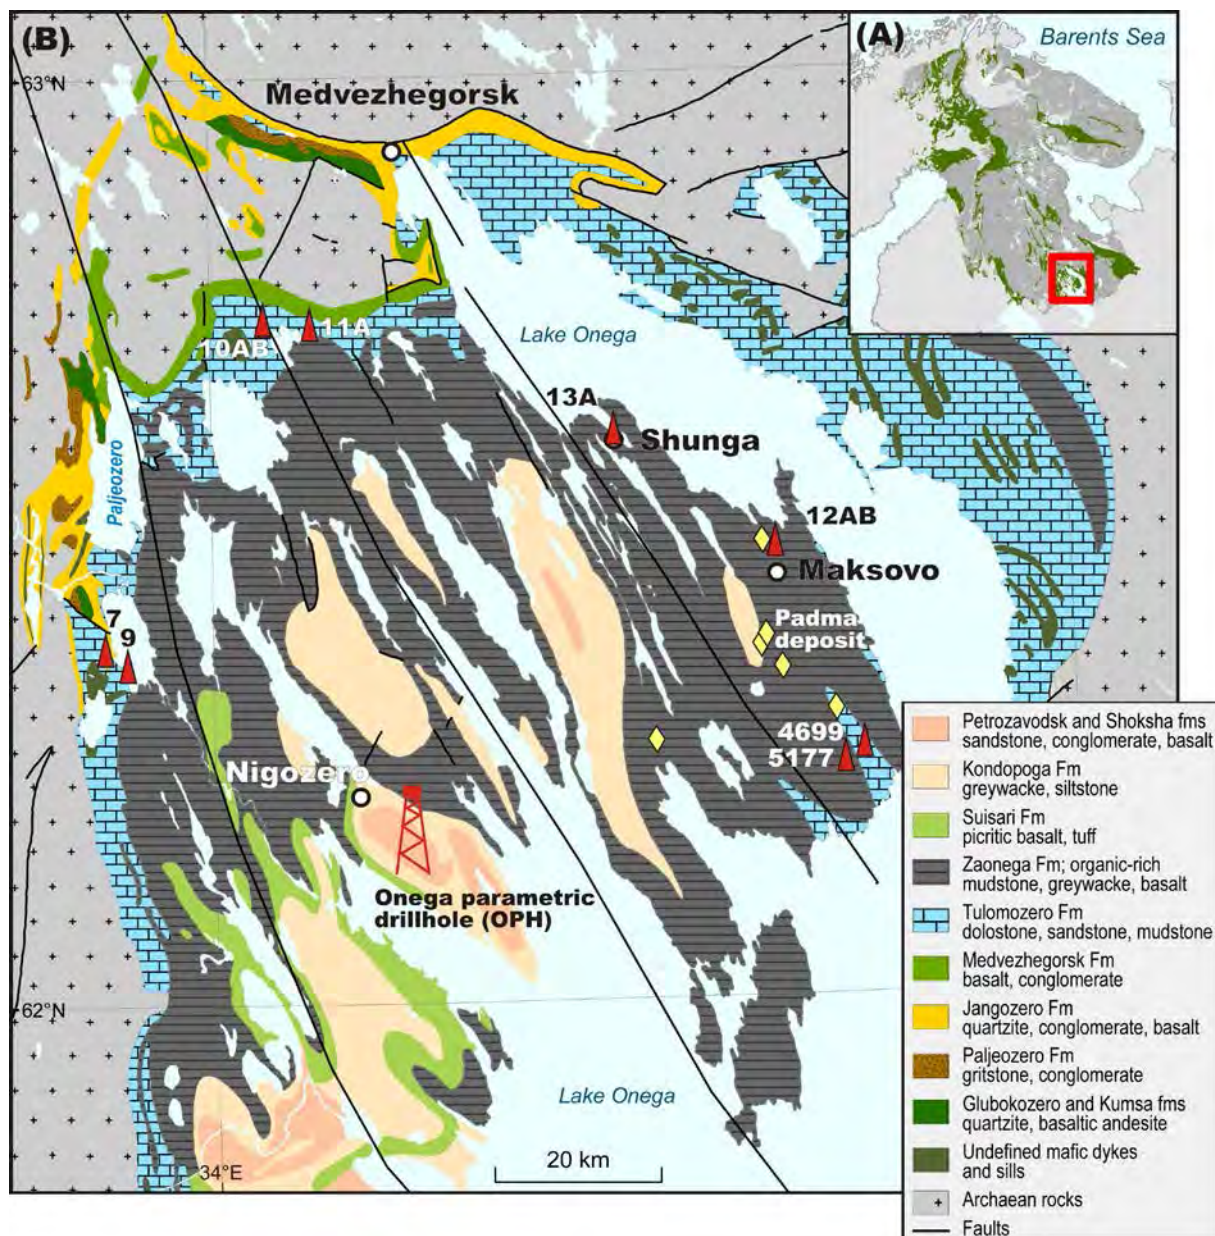 (B)
(A)
Barents Sea
63°N
Medvezhegorsk
Lake Onega
10AB
11A
13A
Shunga
Paljeozero
12AB
Maksovo
7
9
Padma
deposit
4699
5177
Nigozero
Onega parametric
drillhole (OPH)
62°N
Lake Onega
34°E
20 km
Petrozavodsk and Shoksha fms
sandstone, conglomerate, basalt
Kondopoga Fm
greywacke, siltstone
Suisari Fm
picritic basalt, tuff
Zaonega Fm; organic-rich
mudstone, greywacke, basalt
Tulomozero Fm
dolostone, sandstone, mudstone
Medvezhegorsk Fm
basalt, conglomerate
Jangozero Fm
quartzite, conglomerate, basalt
Paljeozero Fm
gritstone, conglomerate
Glubokozero and Kumsa fms
quartzite, basaltic andesite
Undefined mafic dykes
and sills
Archaean rocks
Faults